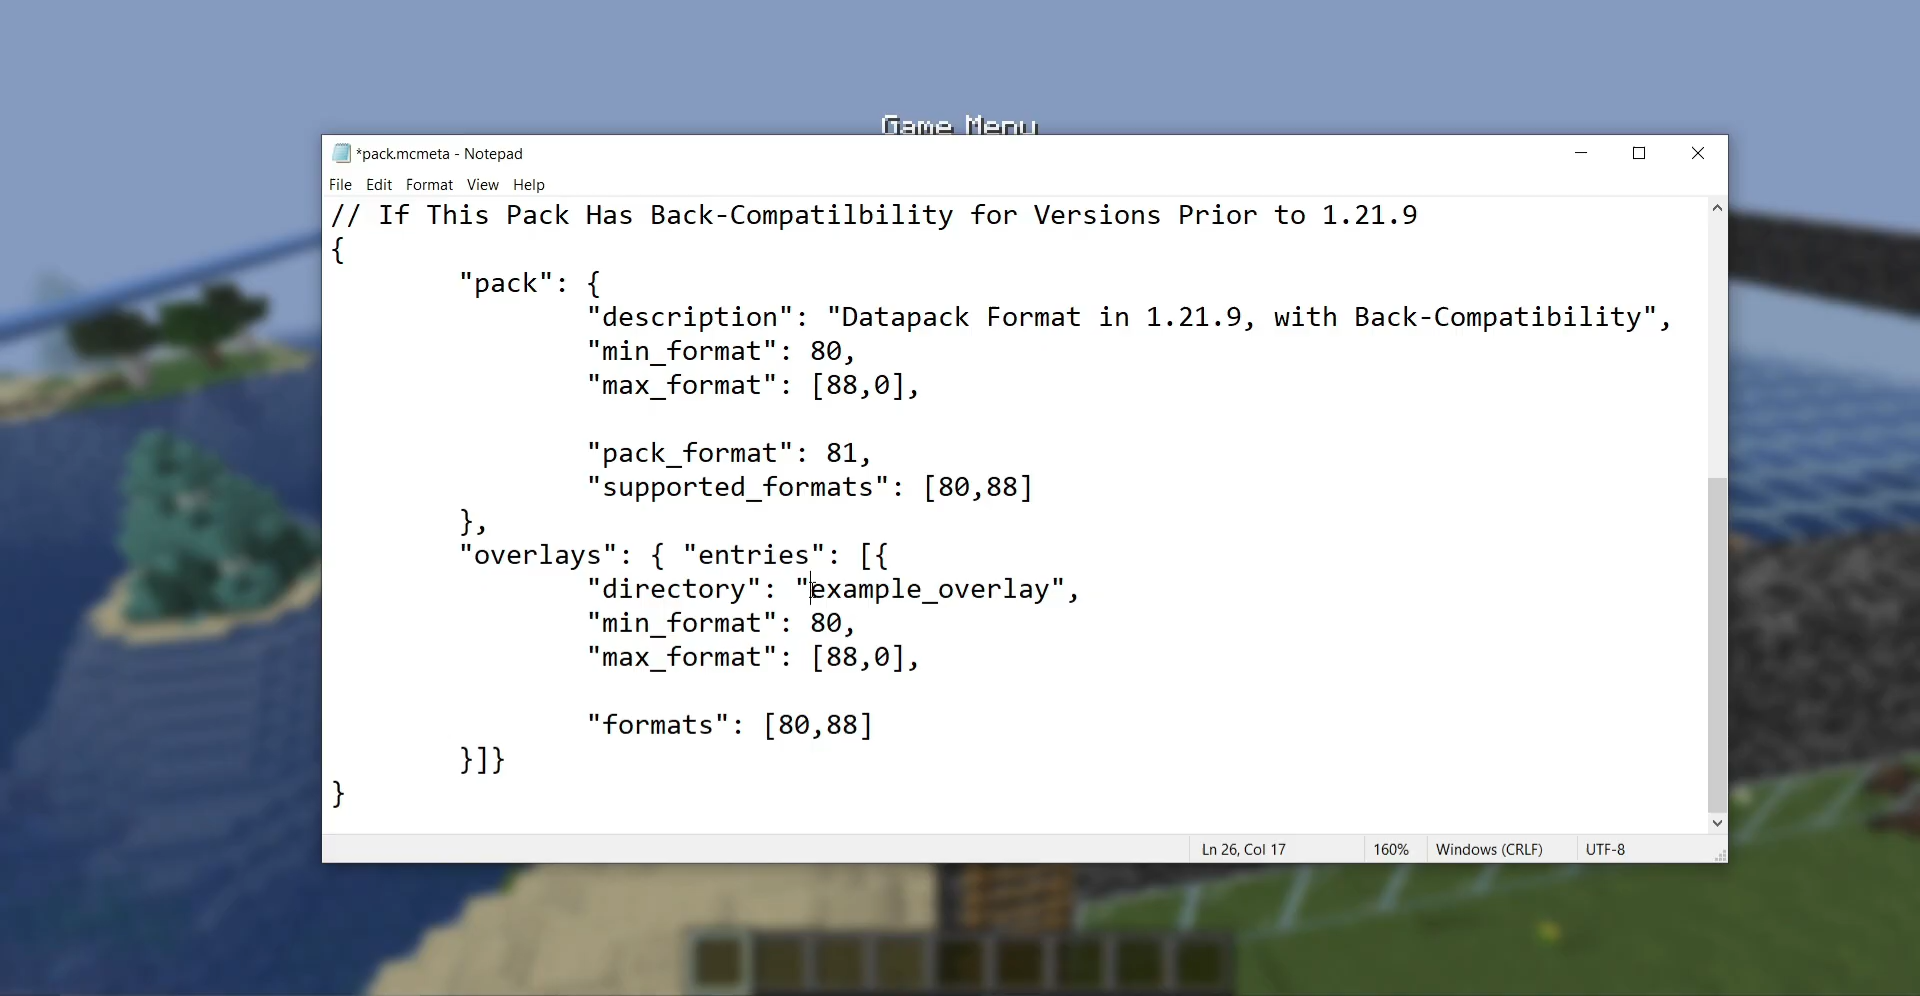 Game Menu
*pack.mcmeta - Notepad
File Edit Format View Help
// If This Pack Has Back-Compatilbility for Versions Prior to 1.21.9
{
"pack": {
"description": "Datapack Format in 1.21.9, with Back-Compatibility",
"min_format": 80,
"max_format": [88,0],
"pack_format": 81,
"supported_formats": [80,88]
},
"overlays": { "entries": [{
"directory": "example_overlay",
"min_format": 80,
"max_format": [88,0],
"formats": [80,88]
}]}
}
Ln 26, Col 17 160% Windows (CRLF) UTF-8